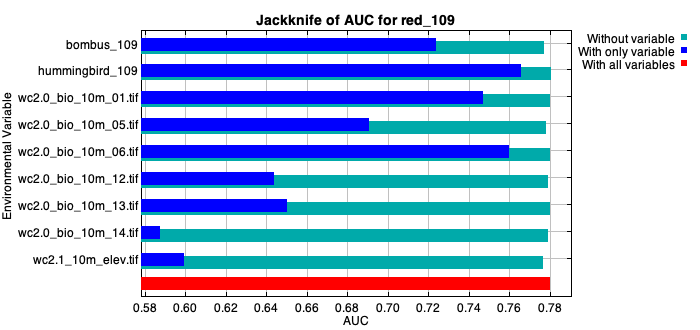 Jackknife of AUC for red_109
Without variable
With only variable
With all variables
Environmental Variable
bombus_109
hummingbird_109
wc2.0_bio_10m_01.tif
wc2.0_bio_10m_05.tif
wc2.0_bio_10m_06.tif
wc2.0_bio_10m_12.tif
wc2.0_bio_10m_13.tif
wc2.0_bio_10m_14.tif
wc2.1_10m_elev.tif
0.58 0.60 0.62 0.64 0.66 0.68 0.70 0.72 0.74 0.76 0.78
AUC